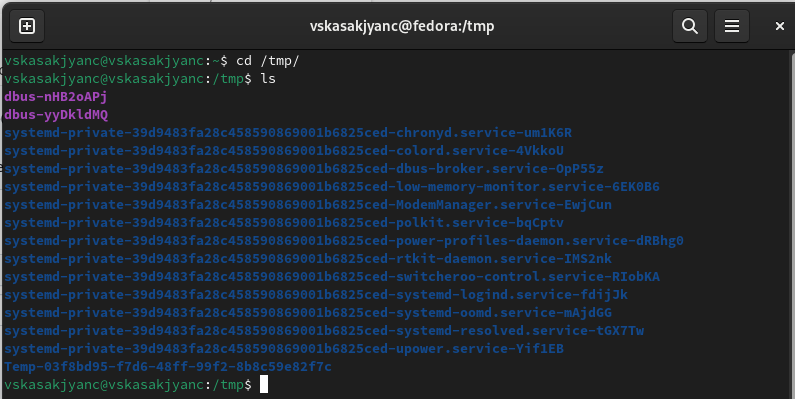 vskasakjyanc@fedora:/tmp
vskasakjyanc@vskasakjyanc:~$ cd /tmp/
vskasakjyanc@vskasakjyanc:/tmp$ ls
dbus-nHB2oAPj
dbus-yyDkldMQ
systemd-private-39d9483fa28c458590869001b6825ced-chronyd.service-um1K6R
systemd-private-39d9483fa28c458590869001b6825ced-colord.service-4VkkoU
systemd-private-39d9483fa28c458590869001b6825ced-dbus-broker.service-OpP55z
systemd-private-39d9483fa28c458590869001b6825ced-low-memory-monitor.service-6EK0B6
systemd-private-39d9483fa28c458590869001b6825ced-ModemManager.service-EwjCun
systemd-private-39d9483fa28c458590869001b6825ced-polkit.service-bqCptv
systemd-private-39d9483fa28c458590869001b6825ced-power-profiles-daemon.service-dRBhg0
systemd-private-39d9483fa28c458590869001b6825ced-rtkit-daemon.service-IMS2nk
systemd-private-39d9483fa28c458590869001b6825ced-switcheroo-control.service-RIobKA
systemd-private-39d9483fa28c458590869001b6825ced-systemd-logind.service-fdijJk
systemd-private-39d9483fa28c458590869001b6825ced-systemd-oomd.service-mAjdGG
systemd-private-39d9483fa28c458590869001b6825ced-systemd-resolved.service-tGX7Tw
systemd-private-39d9483fa28c458590869001b6825ced-upower.service-Yif1EB
Temp-03f8bd95-f7d6-48ff-99f2-8b8c59e82f7c
vskasakjyanc@vskasakjyanc:/tmp$